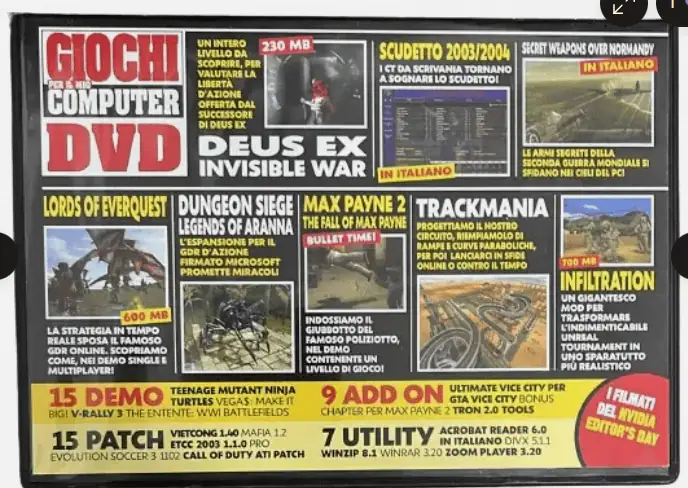 GIOCHI
PER IL MIO
COMPUTER
DVD
UN INTERO
LIVELLO DA
SCOPRIRE, PER
VALUTARE LA
LIBERTÀ
D'AZIONE
OFFERTA DAL
SUCCESSORE
DI DEUS EX
230 MB
DEUS EX
INVISIBLE WAR
SCUDETTO 2003/2004
I CT DA SCRIVANIA TORNANO
A SOGNARE LO SCUDETTO!
IN ITALIANO
SECRET WEAPONS OVER NORMANDY
IN ITALIANO
LE ARMI SEGRETE DELLA
SECONDA GUERRA MONDIALE SI
SFIDANO NEI CIELI DEL PC!
LORDS OF EVERQUEST
600 MB
LA STRATEGIA IN TEMPO
REALE SPOSA IL FAMOSO
GDR ONLINE. SCOPRIAMO
COME, NEI DEMO SINGLE E
MULTIPLAYER!
DUNGEON SIEGE
LEGENDS OF ARANNA
L'ESPANSIONE PER IL
GDR D'AZIONE
FIRMATO MICROSOFT
PROMETTE MIRACOLI
MAX PAYNE 2
THE FALL OF MAX PAYNE
BULLET TIME!
INDOSSIAMO IL
GIUBBOTTO DEL
FAMOSO POLIZIOTTO,
NEL DEMO
CONTENENTE UN
LIVELLO DI GIOCO!
TRACKMANIA
PROGETTIAMO IL NOSTRO
CIRCUITO, RIEMPIAMOLO DI
RAMPE E CURVE PARABOLICHE,
PER POI LANCIARCI IN SFIDE
ONLINE O CONTRO IL TEMPO
700 MB
INFILTRATION
UN GIGANTESCO
MOD PER
TRASFORMARE
L'INDIMENTICABILE
UNREAL
TOURNAMENT IN
UNO SPARATUTTO
PIÙ REALISTICO
15 DEMO TEENAGE MUTANT NINJA
TURTLES VEGA$: MAKE IT
BIG! V-RALLY 3 THE ENTENTE: WWI BATTLEFIELDS
9 ADD ON ULTIMATE VICE CITY PER
GTA VICE CITY BONUS
CHAPTER PER MAX PAYNE 2 TRON 2.0 TOOLS
15 PATCH VIETCONG 1.40 MAFIA 1.2
ETCC 2003 1.1.0 PRO
EVOLUTION SOCCER 3 1102 CALL OF DUTY ATI PATCH
7 UTILITY ACROBAT READER 6.0
IN ITALIANO DIVX 5.1.1
WINZIP 8.1 WINRAR 3.20 ZOOM PLAYER 3.20
I FILMATI
DEL NVIDIA
EDITOR'S DAY